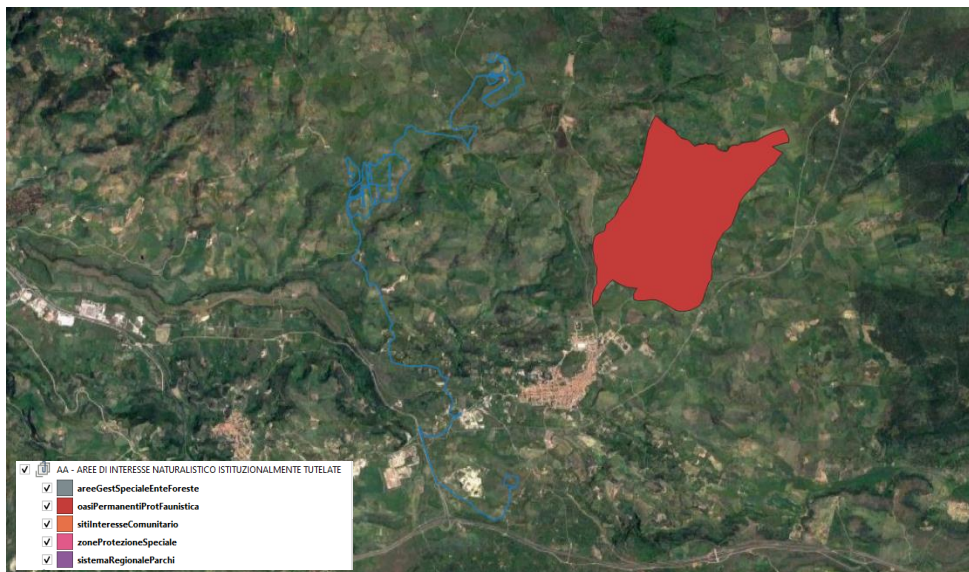 AA - AREE DI INTERESSE NATURALISTICO ISTITUZIONALMENTE TUTELATE
areeGestSpecialeEnteForeste
oasiPermanentiProtFaunistica
sitiInteresseComunitario
zoneProtezioneSpeciale
sistemaRegionaleParchi